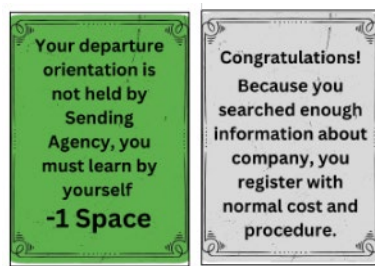 Your departure
orientation is
not held by
Sending
Agency, you
must learn by
yourself
-1 Space
Congratulations!
Because you
searched enough
information about
company, you
register with
normal cost and
procedure.